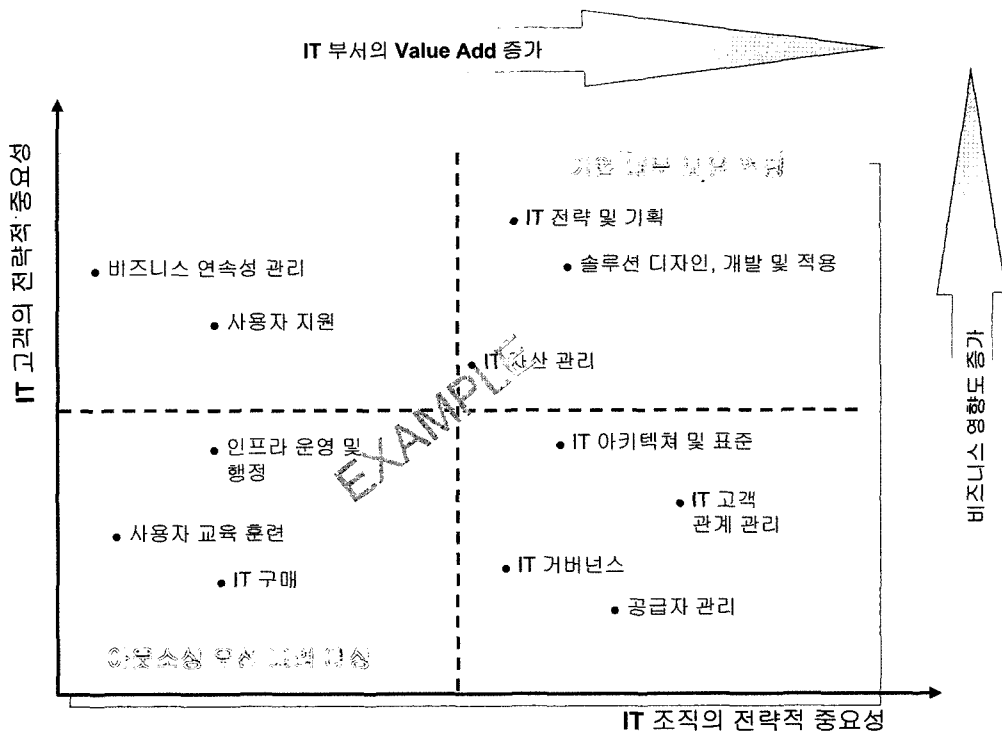 IT 부서의 Value Add 증가
IT 고객의 전략적 중요성
IT 전략 및 기획
비즈니스 연속성 관리
솔루션 디자인, 개발 및 적용
사용자 지원
IT 자산 관리
EXAMPLE
비즈니스 영향도 증가
인프라 운영 및
행정
IT 아키텍쳐 및 표준
IT 고객
관계 관리
사용자 교육 훈련
IT 구매
IT 거버넌스
공급자 관리
아웃소싱 우선
IT 조직의 전략적 중요성